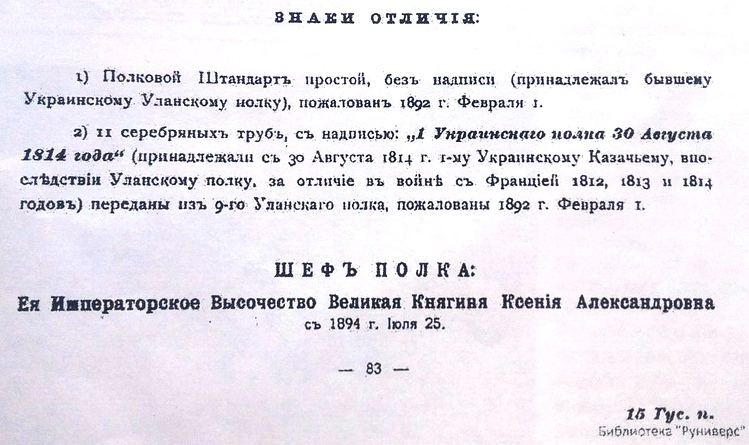 ЗНАКИ ОТЛИЧІЯ:
1) Полковой Штандартъ простой, безъ надписи (принадлежалъ бывшему
Украинскому Уланскому полку), пожалованъ 1892 г. Февраля 1.
2) 11 серебряныхъ трубъ, съ надписью: „1 Украинскаго полка 30 Августа
1814 года“ (принадлежали съ 30 Августа 1814 г. 1-му Украинскому Казачьему, впо-
слѣдствіи Уланскому полку, за отличіе въ войнѣ съ Франціей 1812, 1813 и 1814
годовъ) переданы изъ 9-го Уланскаго полка, пожалованы 1892 г. Февраля 1.
ШЕФЪ ПОЛКА:
Ея Императорское Высочество Великая Княгиня Ксенія Александровна
съ 1894 г. Іюля 25.
— 83 —
15 Гус. п.
Библиотека "Руниверс"